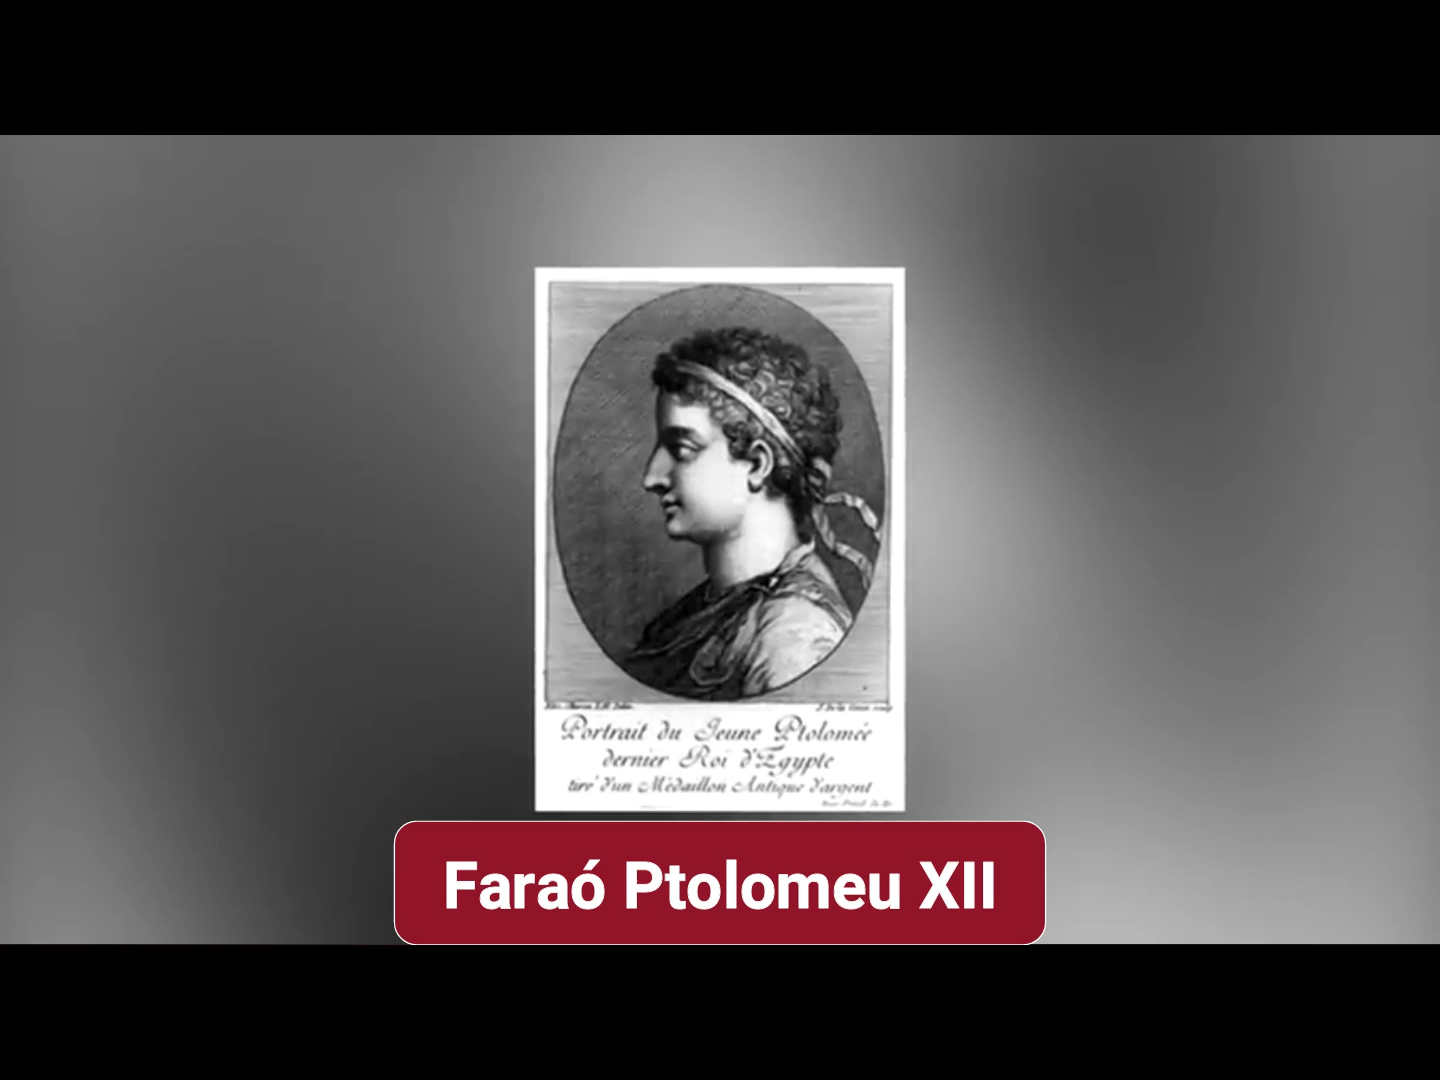 Portrait du Jeune Ptolomée
dernier Roi d'Egypte
tiré d'un Médaillon Antique d'argent
Faraó Ptolomeu XII